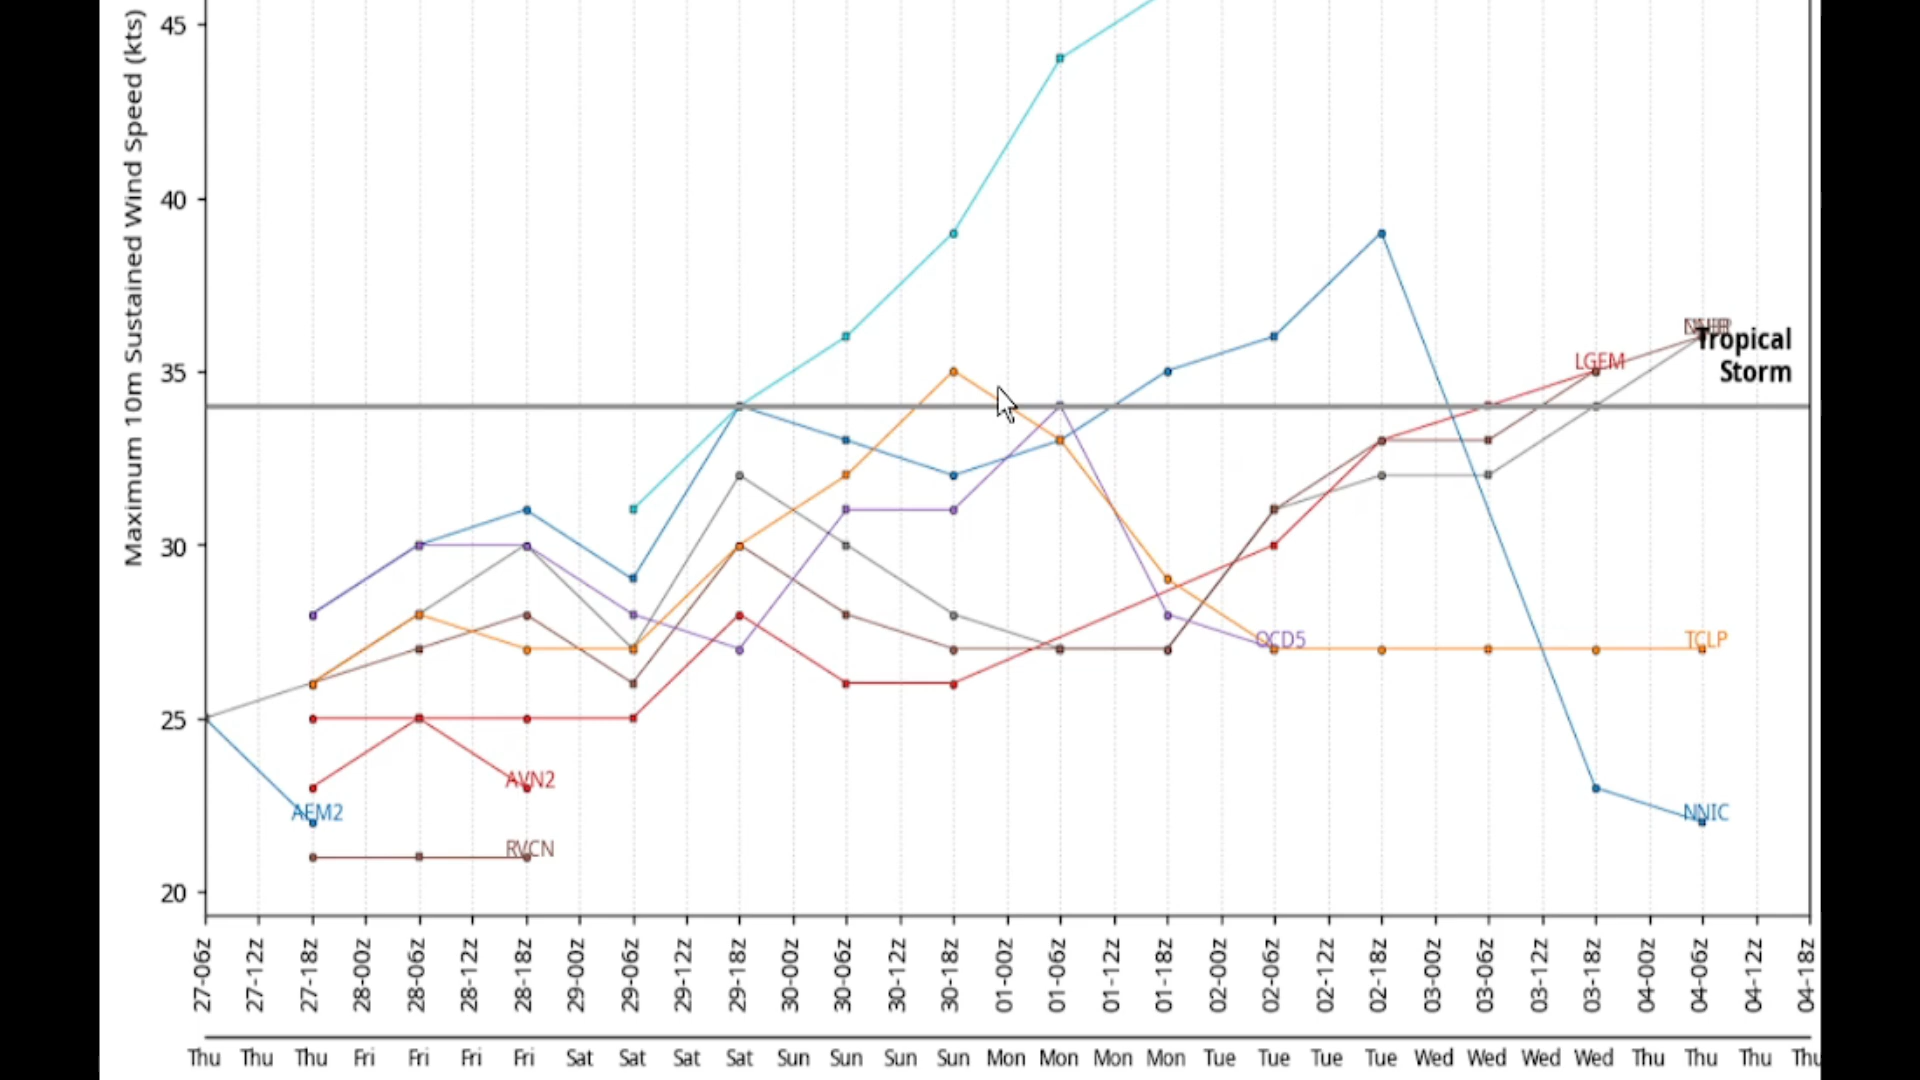 Maximum 10m Sustained Wind Speed (kts)
45
40
35
30
25
20
Tropical
Storm
LGEM
OCD5
TCLP
AVN2
AEM2
NNIC
RVCN
27-06z 27-12z 27-18z 28-00z 28-06z 28-12z 28-18z 29-00z 29-06z 29-12z 29-18z 30-00z 30-06z 30-12z 30-18z 01-00z 01-06z 01-12z 01-18z 02-00z 02-06z 02-12z 02-18z 03-00z 03-06z 03-12z 03-18z 04-00z 04-06z 04-12z 04-18z
Thu Thu Thu Fri Fri Fri Fri Sat Sat Sat Sat Sun Sun Sun Sun Mon Mon Mon Mon Tue Tue Tue Tue Wed Wed Wed Wed Thu Thu Thu Thu